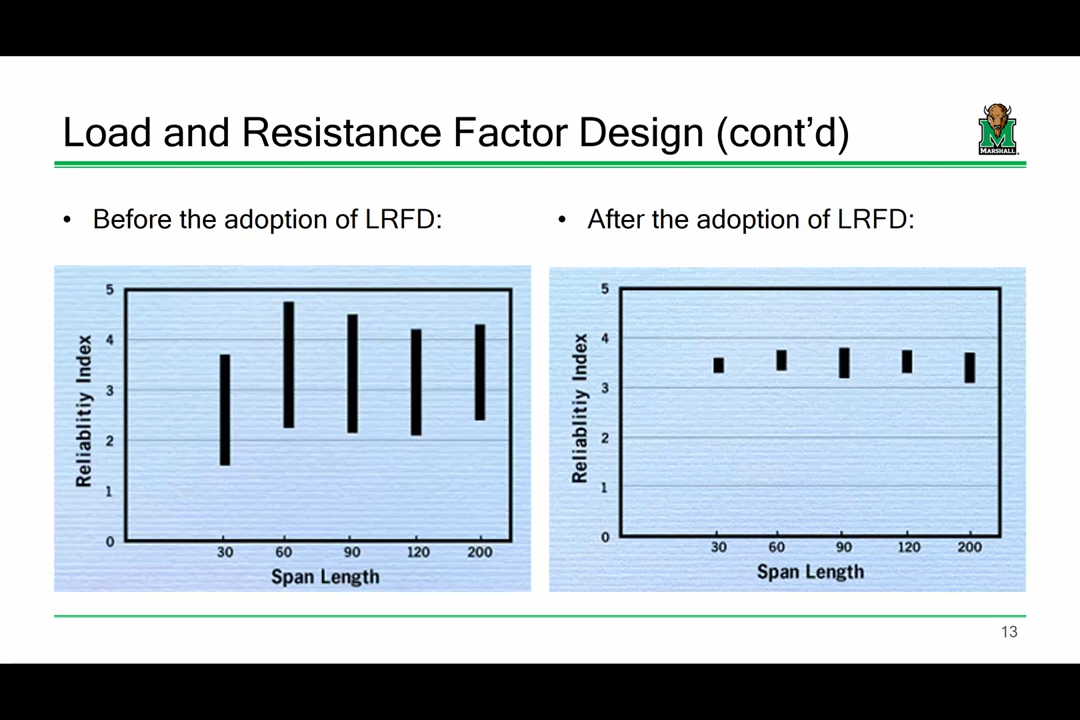 Load and Resistance Factor Design (cont’d)
MARSHALL
• Before the adoption of LRFD:
• After the adoption of LRFD:
Reliablitiy Index
5
4
3
2
1
0
30 60 90 120 200
Span Length
Reliablitiy Index
5
4
3
2
1
0
30 60 90 120 200
Span Length
13